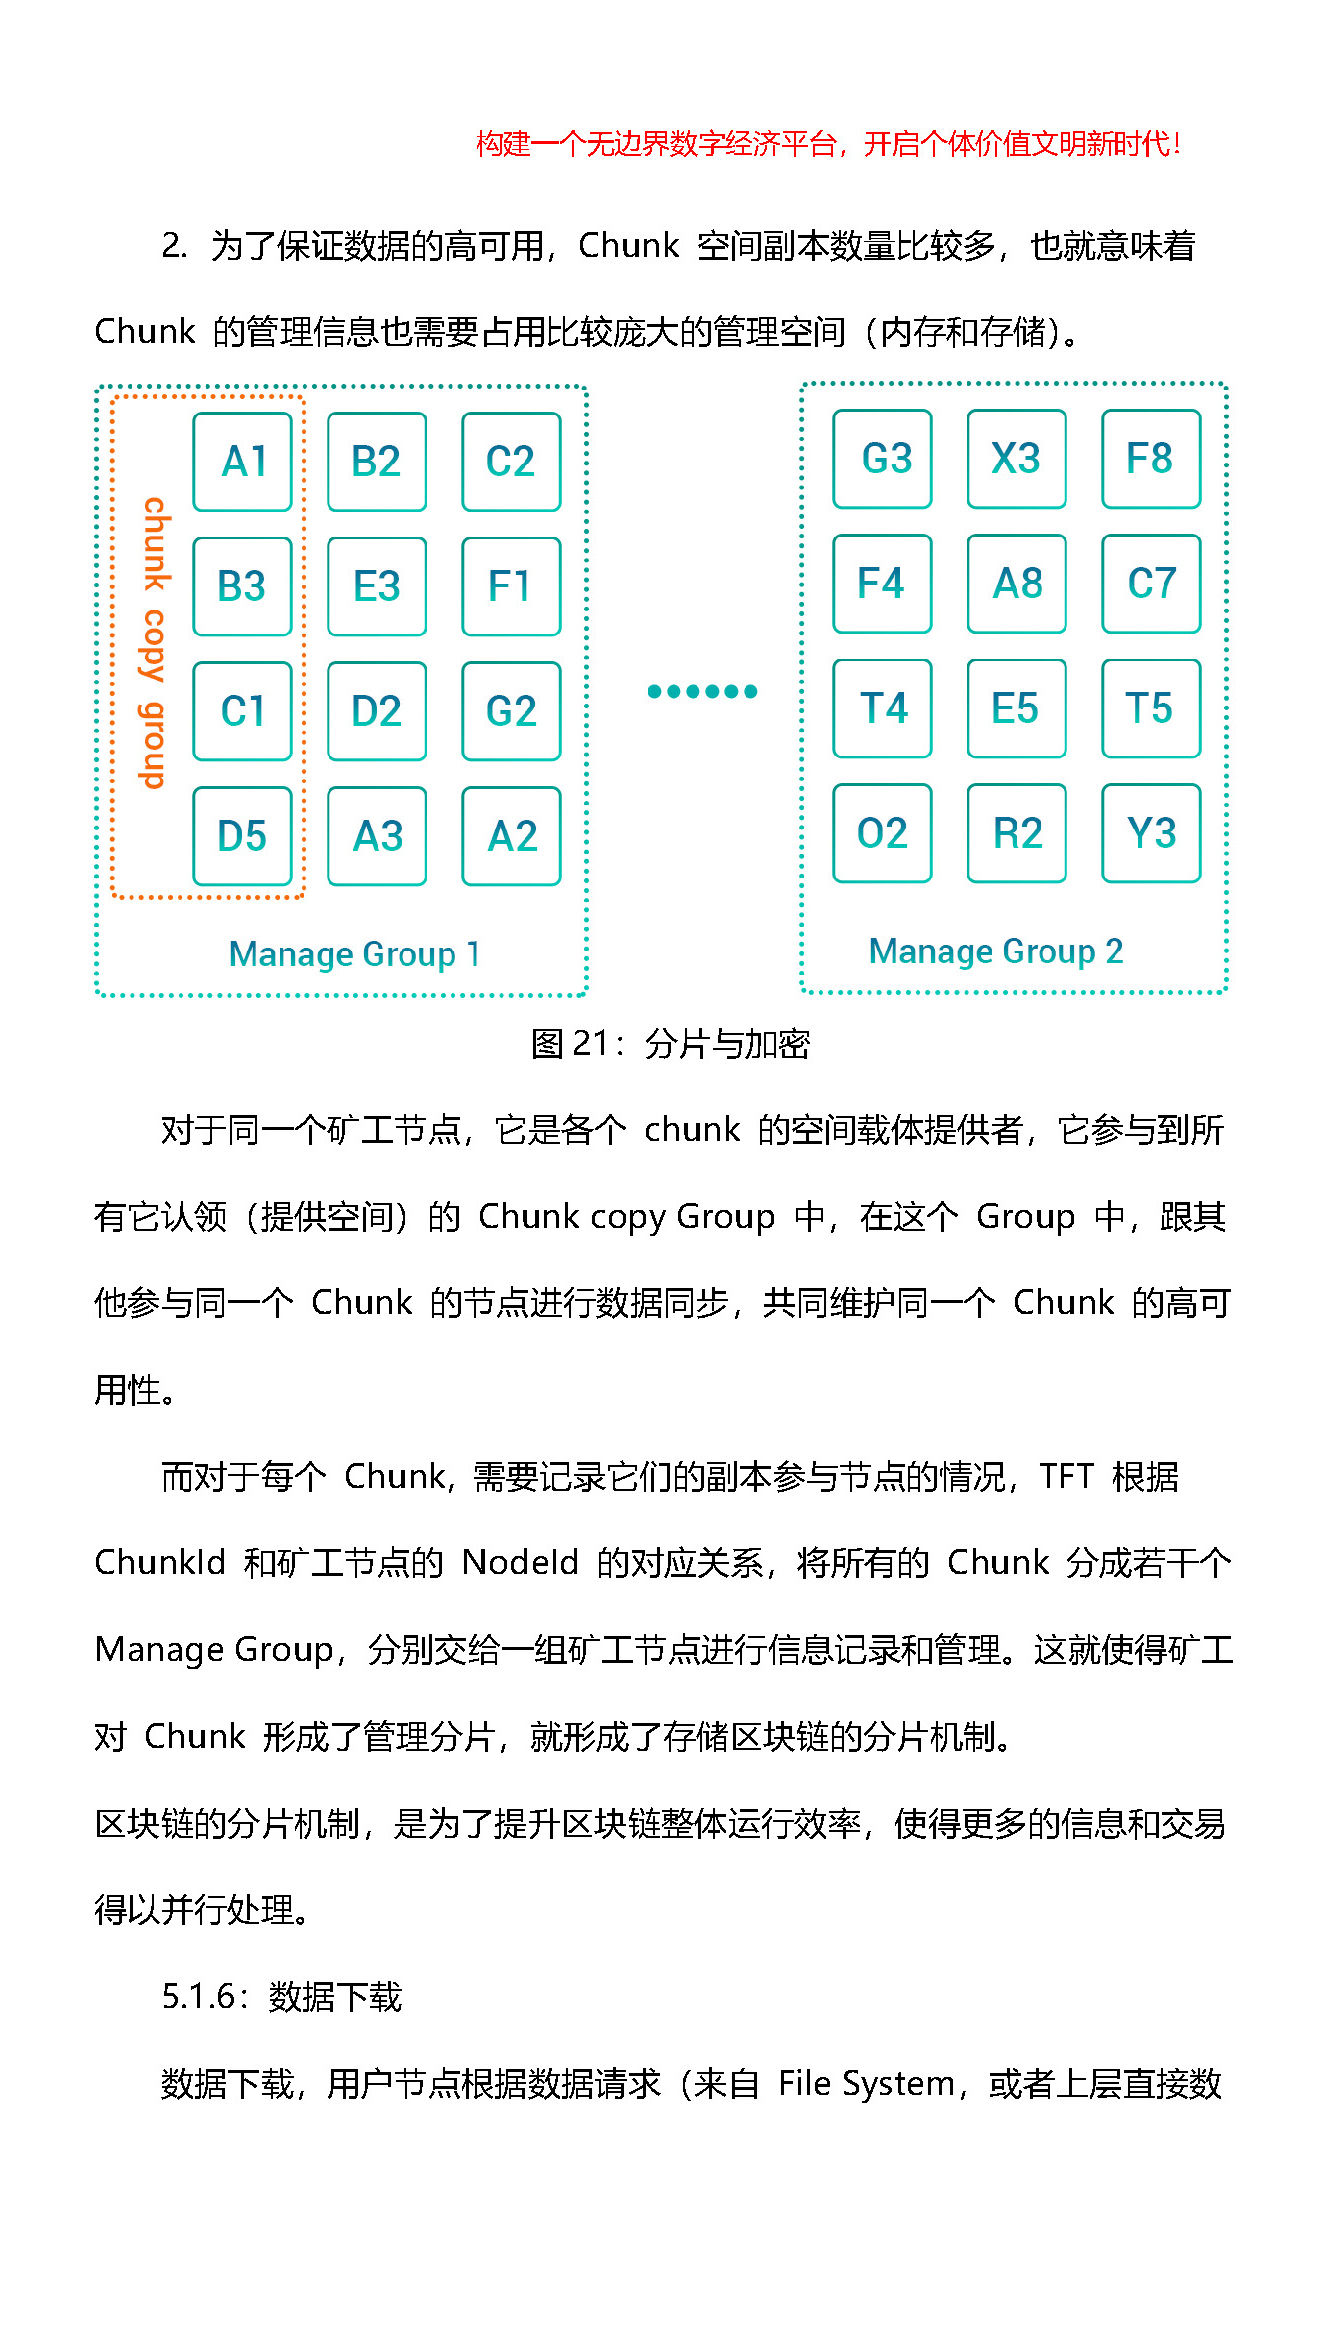 构建一个无边界数字经济平台，开启个体价值文明新时代！
2. 为了保证数据的高可用，Chunk 空间副本数量比较多，也就意味着
Chunk 的管理信息也需要占用比较庞大的管理空间（内存和存储）。
chunk copy group
A1 B2 C2
B3 E3 F1
C1 D2 G2
D5 A3 A2
Manage Group 1
······
G3 X3 F8
F4 A8 C7
T4 E5 T5
O2 R2 Y3
Manage Group 2
图 21：分片与加密
对于同一个矿工节点，它是各个 chunk 的空间载体提供者，它参与到所
有它认领（提供空间）的 Chunk copy Group 中，在这个 Group 中，跟其
他参与同一个 Chunk 的节点进行数据同步，共同维护同一个 Chunk 的高可
用性。
而对于每个 Chunk, 需要记录它们的副本参与节点的情况，TFT 根据
ChunkId 和矿工节点的 NodeId 的对应关系，将所有的 Chunk 分成若干个
Manage Group，分别交给一组矿工节点进行信息记录和管理。这就使得矿工
对 Chunk 形成了管理分片，就形成了存储区块链的分片机制。
区块链的分片机制，是为了提升区块链整体运行效率，使得更多的信息和交易
得以并行处理。
5.1.6：数据下载
数据下载，用户节点根据数据请求（来自 File System，或者上层直接数